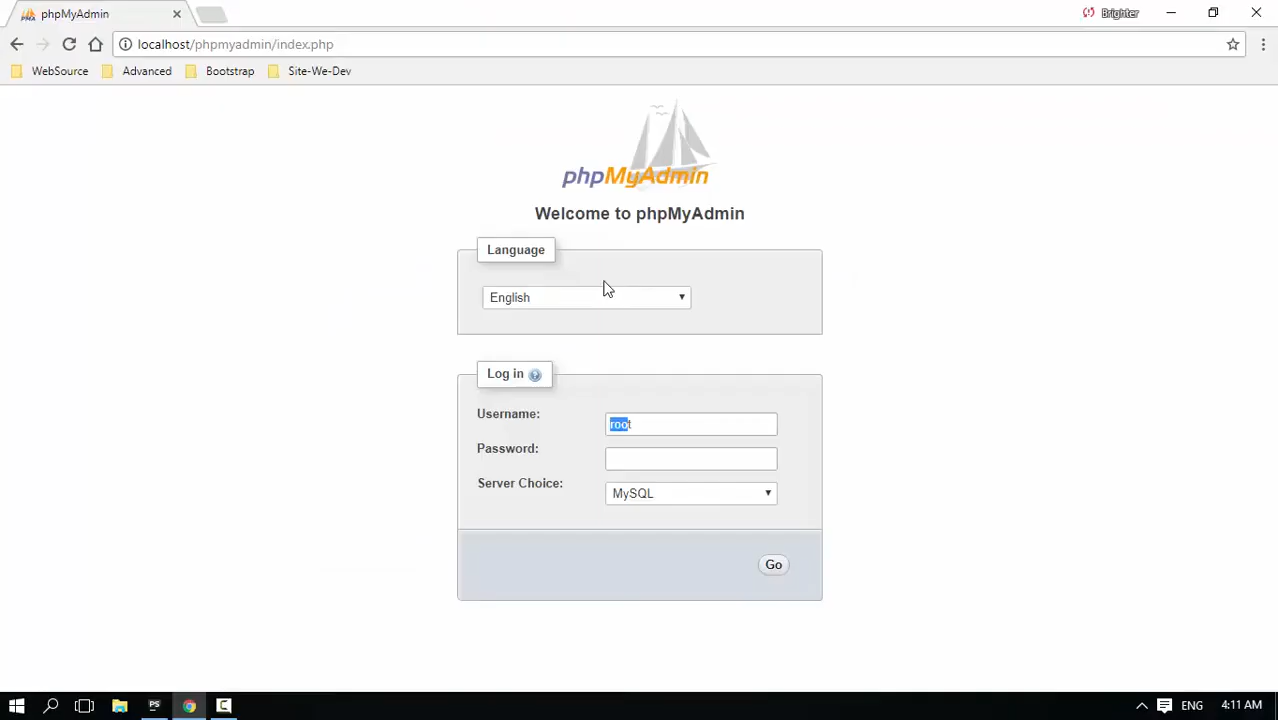 phpMyAdmin
Brighter
localhost/phpmyadmin/index.php
WebSource Advanced Bootstrap Site-We-Dev
phpMyAdmin
Welcome to phpMyAdmin
Language
English
Log in
Username: root
Password:
Server Choice: MySQL
Go
PS
ENG 4:11 AM